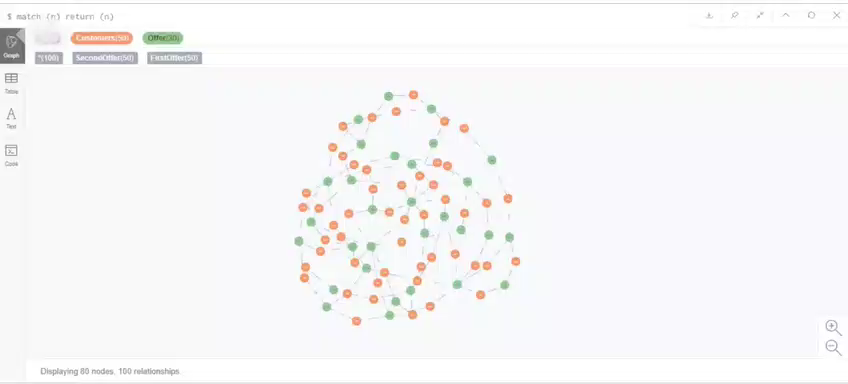 $ match (n) return (n)
Customers(50) Offer(30)
*(100) SecondOffer(50) FirstOffer(50)
Graph
Table
Text
Code
Displaying 80 nodes, 100 relationships